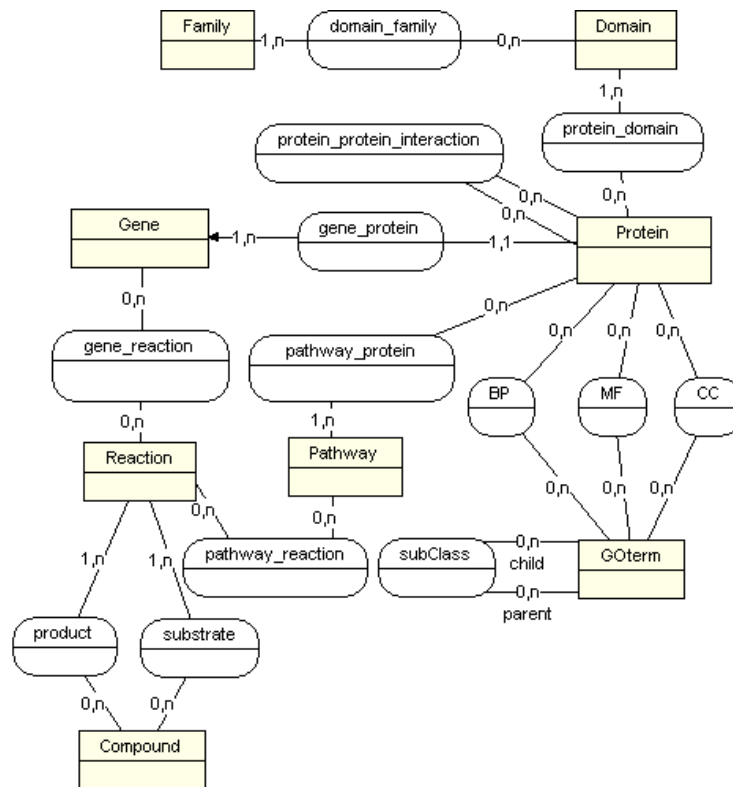 Family
1,n
domain_family
0,n
Domain
1,n
protein_domain
0,n
protein_protein_interaction
0,n
0,n
Gene
1,n
gene_protein
1,1
Protein
0,n
gene_reaction
0,n
0,n
pathway_protein
1,n
0,n
0,n
0,n
BP
MF
CC
0,n
0,n
0,n
Reaction
Pathway
0,n
0,n
pathway_reaction
subClass
0,n
child
0,n
parent
GOterm
1,n
1,n
product
substrate
0,n
0,n
Compound